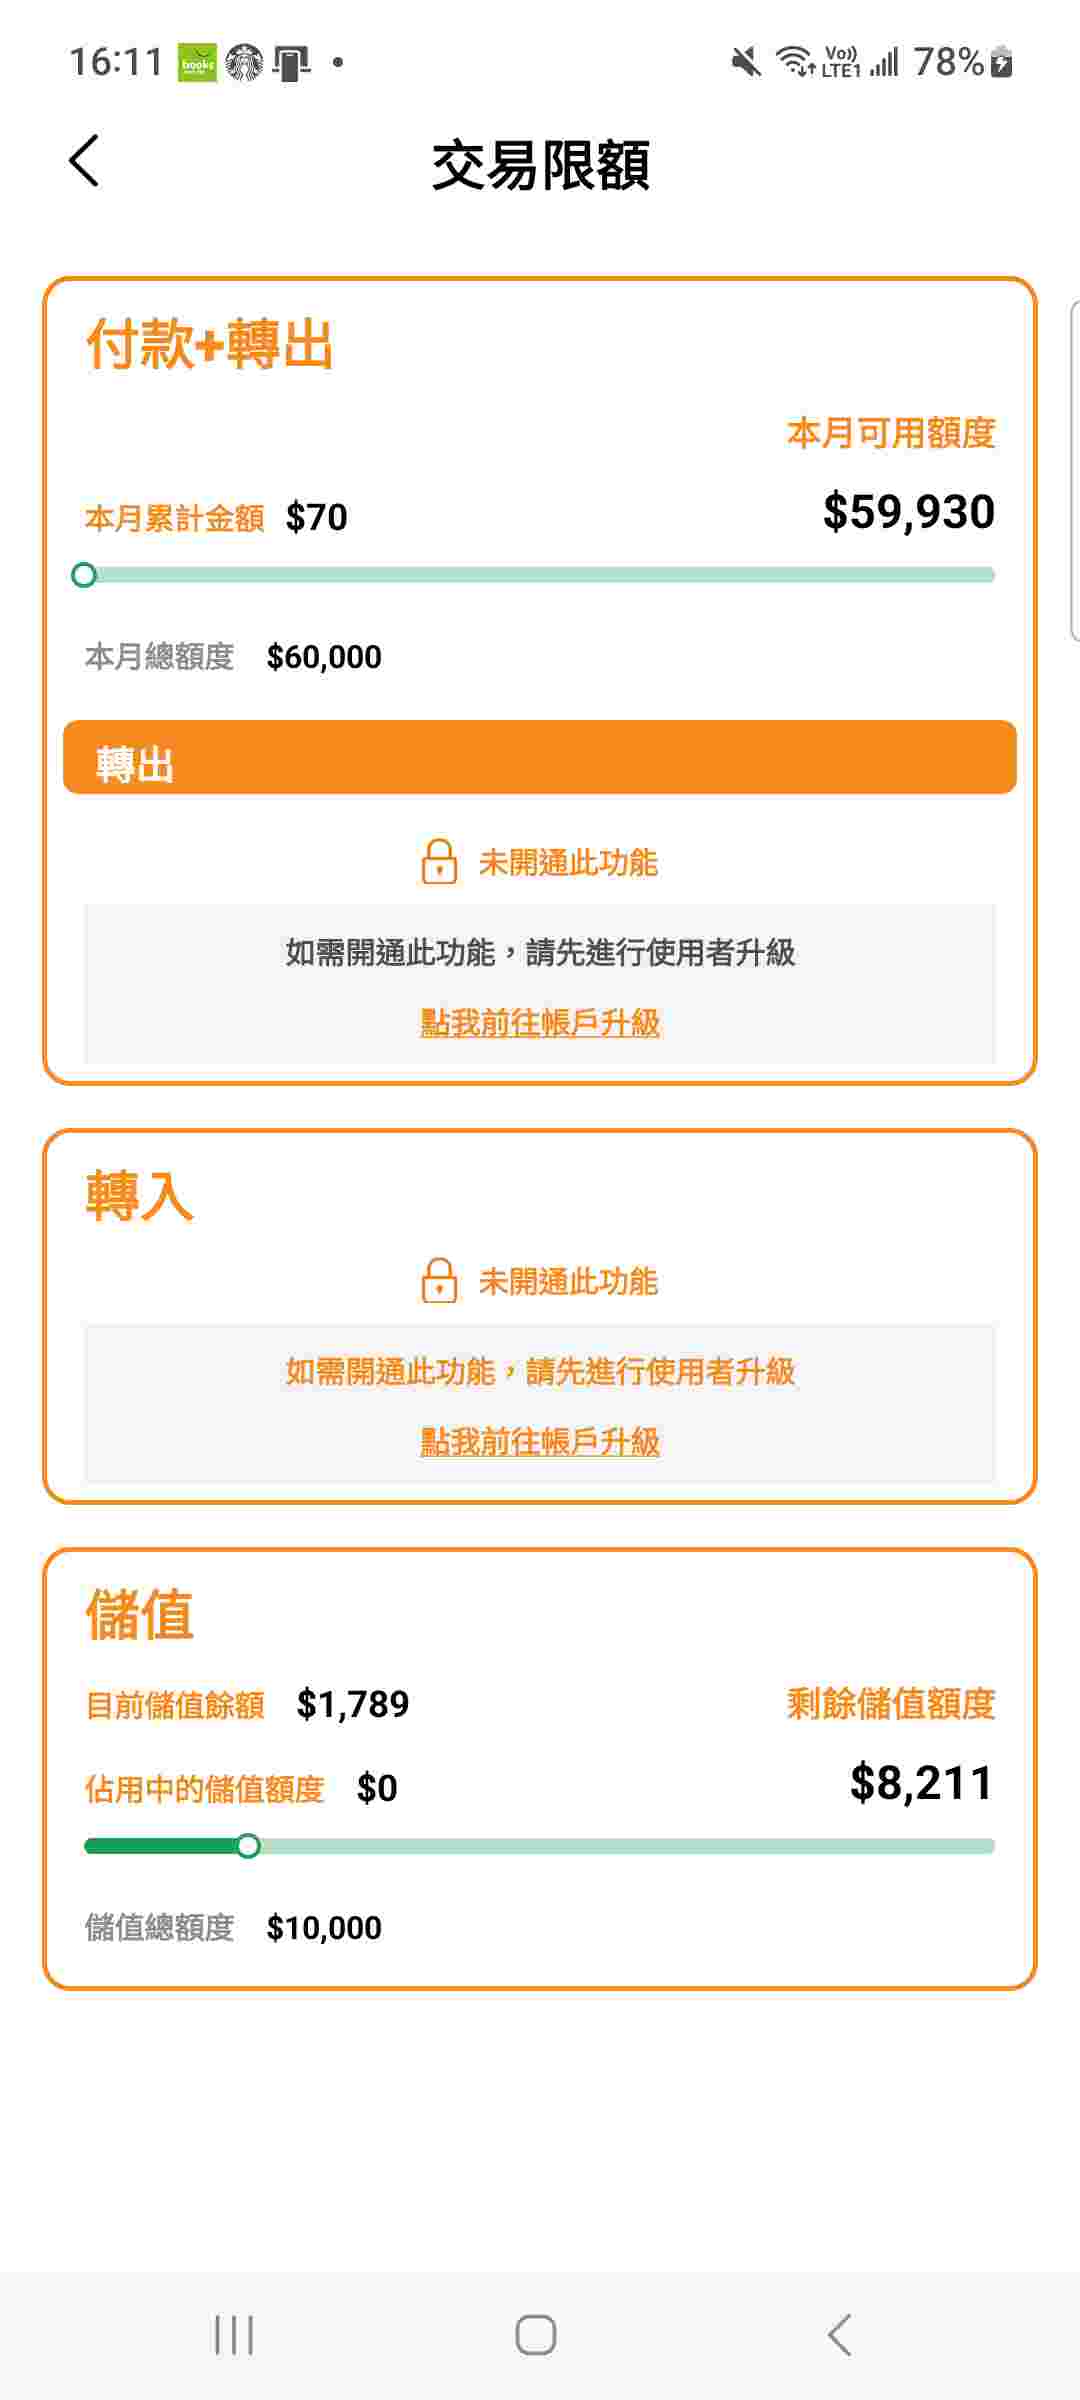 16:11 books Vo)) LTE1 78%
交易限額
付款+轉出
本月可用額度
本月累計金額 $70 $59,930
本月總額度 $60,000
轉出
未開通此功能
如需開通此功能，請先進行使用者升級
點我前往帳戶升級
轉入
未開通此功能
如需開通此功能，請先進行使用者升級
點我前往帳戶升級
儲值
目前儲值餘額 $1,789 剩餘儲值額度
佔用中的儲值額度 $0 $8,211
儲值總額度 $10,000